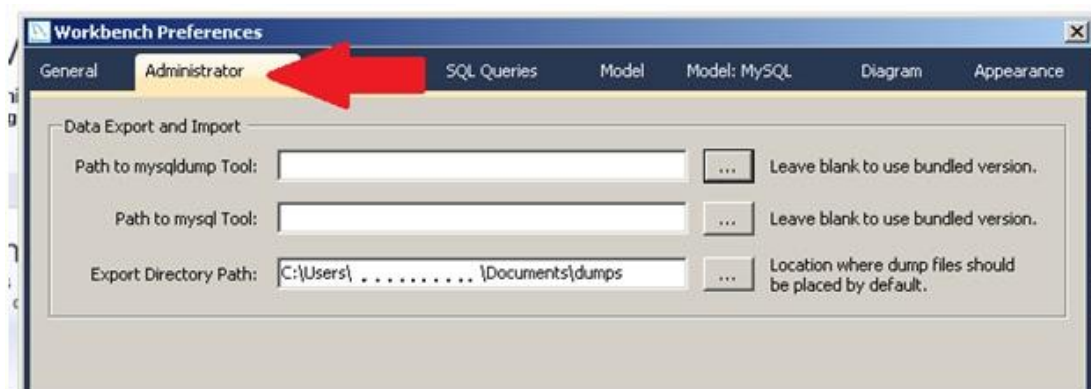 Workbench Preferences
General Administrator SQL Queries Model Model: MySQL Diagram Appearance
Data Export and Import
Path to mysqldump Tool: ... Leave blank to use bundled version.
Path to mysql Tool: ... Leave blank to use bundled version.
Export Directory Path: C:\Users\ . . . . . . . . . . . \Documents\dumps ... Location where dump files should
be placed by default.